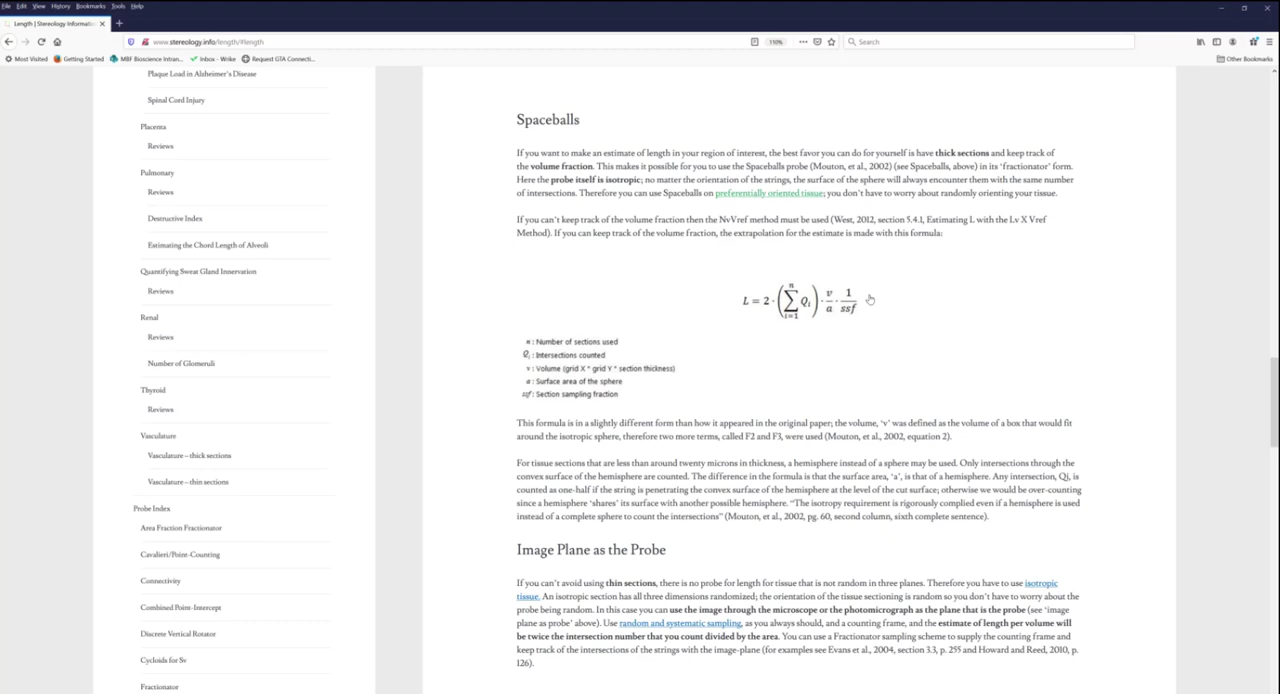 File Edit View History Bookmarks Tools Help
Length | Stereology Informatio
www.stereology.info/length/#length
110%
Search
Most Visited Getting Started MBF Bioscience Intran... Inbox - Wrike Request GTA Connecti...
Other Bookmarks
Plaque Load in Alzheimer's Disease
Spinal Cord Injury
Placenta
Reviews
Pulmonary
Reviews
Destructive Index
Estimating the Chord Length of Alveoli
Quantifying Sweat Gland Innervation
Reviews
Renal
Reviews
Number of Glomeruli
Thyroid
Reviews
Vasculature
Vasculature – thick sections
Vasculature – thin sections
Probe Index
Area Fraction Fractionator
Cavalieri/Point-Counting
Connectivity
Combined Point-Intercept
Discrete Vertical Rotator
Cycloids for Sv
Fractionator
Spaceballs
If you want to make an estimate of length in your region of interest, the best favor you can do for yourself is have thick sections and keep track of
the volume fraction. This makes it possible for you to use the Spaceballs probe (Mouton, et al., 2002) (see Spaceballs, above) in its 'fractionator' form.
Here the probe itself is isotropic; no matter the orientation of the strings, the surface of the sphere will always encounter them with the same number
of intersections. Therefore you can use Spaceballs on preferentially oriented tissue; you don't have to worry about randomly orienting your tissue.
If you can't keep track of the volume fraction then the NvVref method must be used (West, 2012, section 5.4.1, Estimating L with the Lv X Vref
Method). If you can keep track of the volume fraction, the extrapolation for the estimate is made with this formula:
L = 2 · (∑ⁿᵢ₌₁ Qᵢ) · v/a · 1/ssf
n : Number of sections used
Qᵢ : Intersections counted
v : Volume (grid X * grid Y * section thickness)
a : Surface area of the sphere
ssf : Section sampling fraction
This formula is in a slightly different form than how it appeared in the original paper; the volume, 'v' was defined as the volume of a box that would fit
around the isotropic sphere, therefore two more terms, called F2 and F3, were used (Mouton, et al., 2002, equation 2).
For tissue sections that are less than around twenty microns in thickness, a hemisphere instead of a sphere may be used. Only intersections through the
convex surface of the hemisphere are counted. The difference in the formula is that the surface area, 'a', is that of a hemisphere. Any intersection, Qi, is
counted as one-half if the string is penetrating the convex surface of the hemisphere at the level of the cut surface; otherwise we would be over-counting
since a hemisphere 'shares' its surface with another possible hemisphere. "The isotropy requirement is rigorously complied even if a hemisphere is used
instead of a complete sphere to count the intersections" (Mouton, et al., 2002, pg. 60, second column, sixth complete sentence).
Image Plane as the Probe
If you can't avoid using thin sections, there is no probe for length for tissue that is not random in three planes. Therefore you have to use isotropic
tissue. An isotropic section has all three dimensions randomized; the orientation of the tissue sectioning is random so you don't have to worry about the
probe being random. In this case you can use the image through the microscope or the photomicrograph as the plane that is the probe (see 'image
plane as probe' above). Use random and systematic sampling, as you always should, and a counting frame, and the estimate of length per volume will
be twice the intersection number that you count divided by the area. You can use a Fractionator sampling scheme to supply the counting frame and
keep track of the intersections of the strings with the image-plane (for examples see Evans et al., 2004, section 3.3, p. 255 and Howard and Reed, 2010, p.
126).